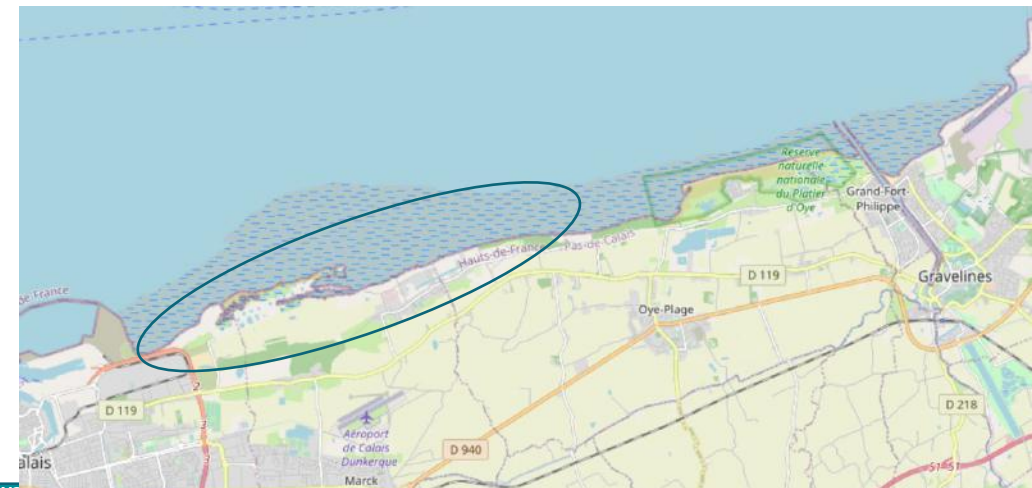 Réserve
naturelle
nationale
du Platier
d'Oye
Grand-Fort-
Philippe
Hauts-de-France
Pas-de-Calais
de France
D 119
Gravelines
Oye-Plage
2
D 119
D 218
Aéroport
de Calais
Dunkerque
D 940
alais
Marck